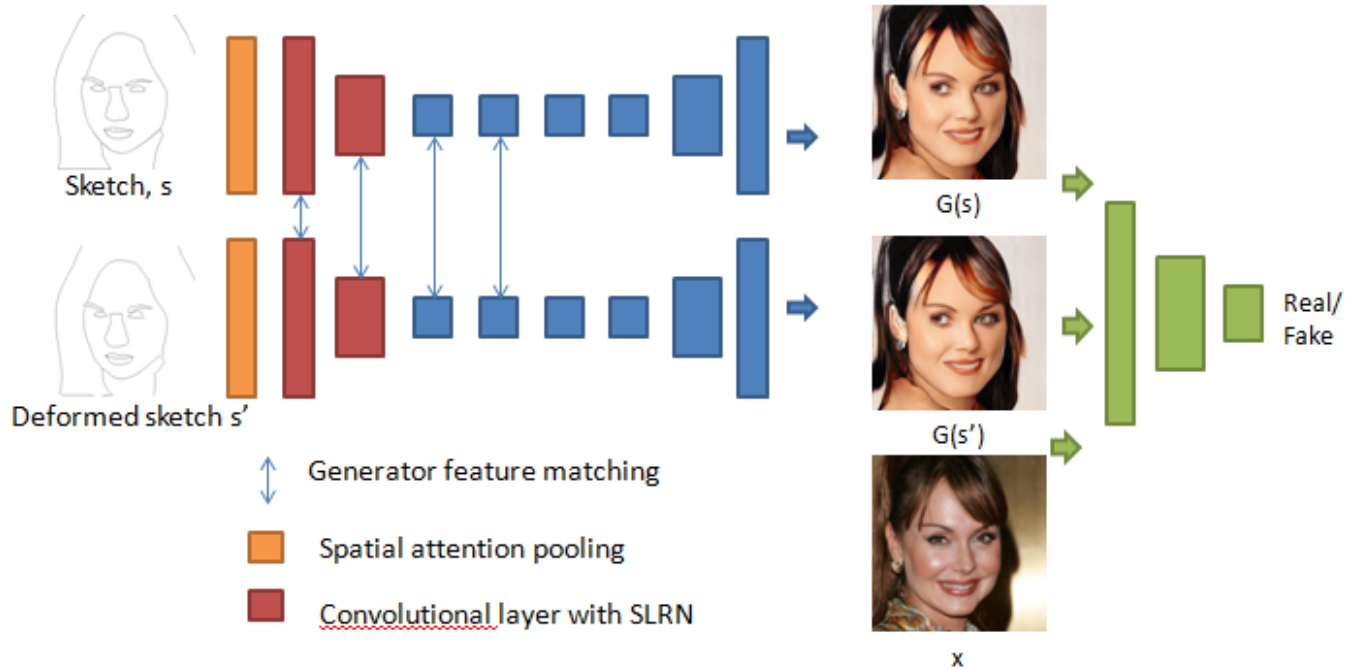 Sketch, s
G(s)
Real/
Fake
Deformed sketch s’
G(s’)
Generator feature matching
Spatial attention pooling
Convolutional layer with SLRN
x